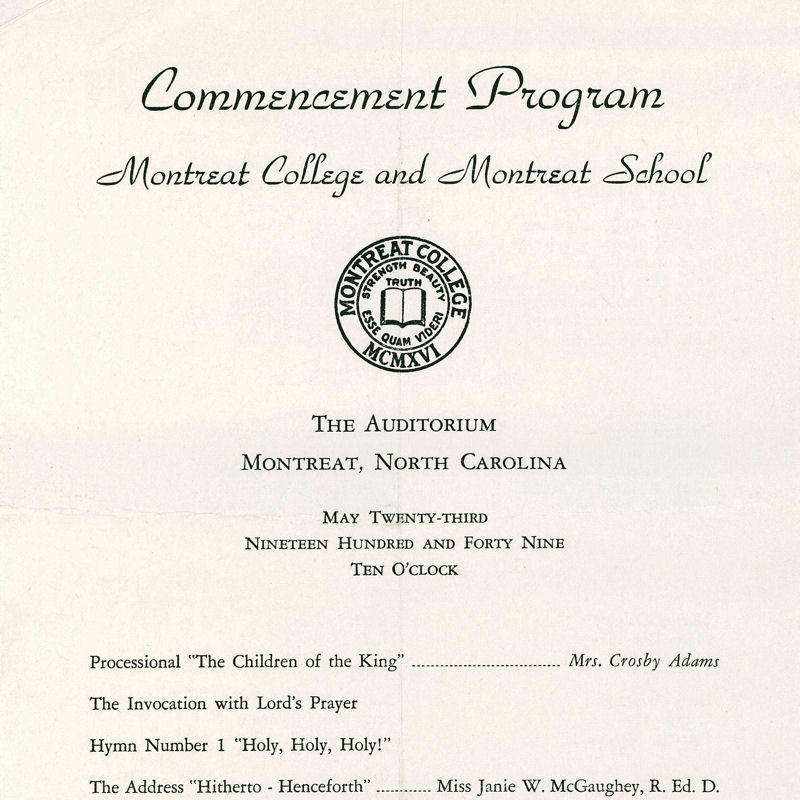 Commencement Program
Montreat College and Montreat School
MONTREAT COLLEGE
STRENGTH BEAUTY
TRUTH
ESSE QUAM VIDERI
MCMXVI
THE AUDITORIUM
MONTREAT, NORTH CAROLINA
MAY TWENTY-THIRD
NINETEEN HUNDRED AND FORTY NINE
TEN O'CLOCK
Processional "The Children of the King" ................................ Mrs. Crosby Adams
The Invocation with Lord's Prayer
Hymn Number 1 "Holy, Holy, Holy!"
The Address "Hitherto - Henceforth" ........... Miss Janie W. McGaughey, R. Ed. D.